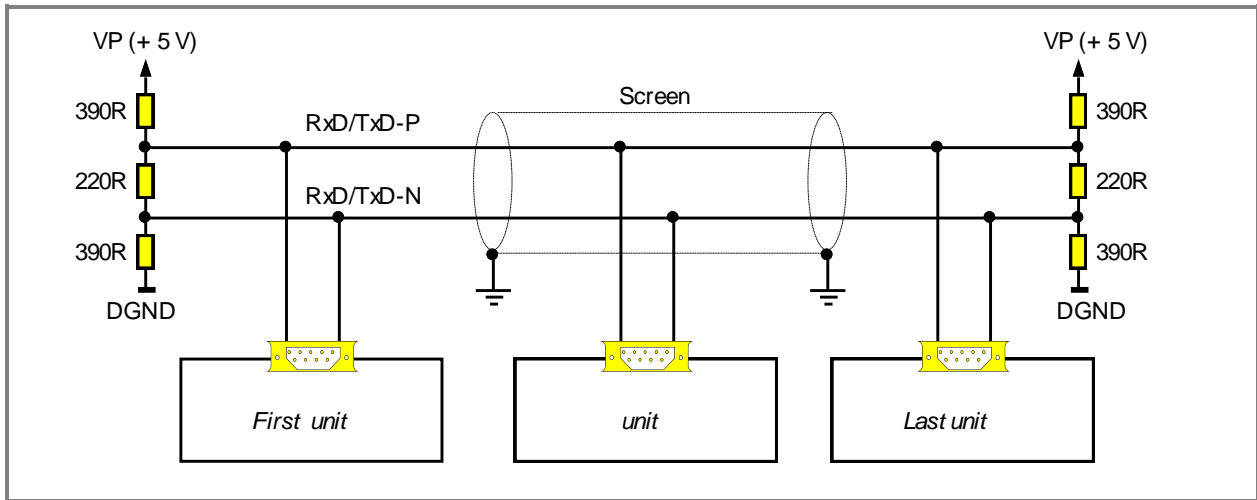 VP (+ 5 V)
VP (+ 5 V)
390R
Screen
390R
RxD/TxD-P
220R
220R
RxD/TxD-N
390R
390R
DGND
DGND
First unit
unit
Last unit